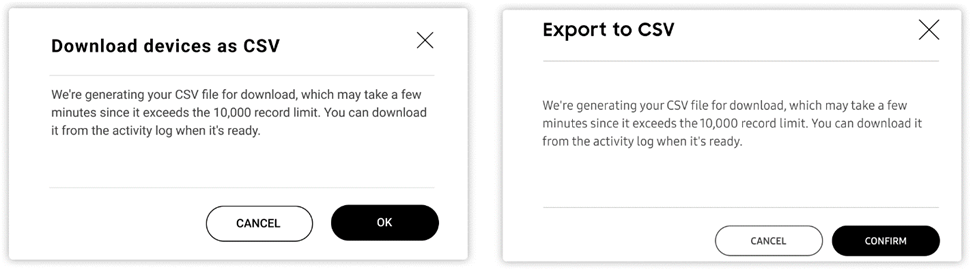 Download devices as CSV
We're generating your CSV file for download, which may take a few
minutes since it exceeds the 10,000 record limit. You can download
it from the activity log when it's ready.
CANCEL
OK
Export to CSV
We're generating your CSV file for download, which may take a few
minutes since it exceeds the 10,000 record limit. You can download it
from the activity log when it's ready.
CANCEL
CONFIRM